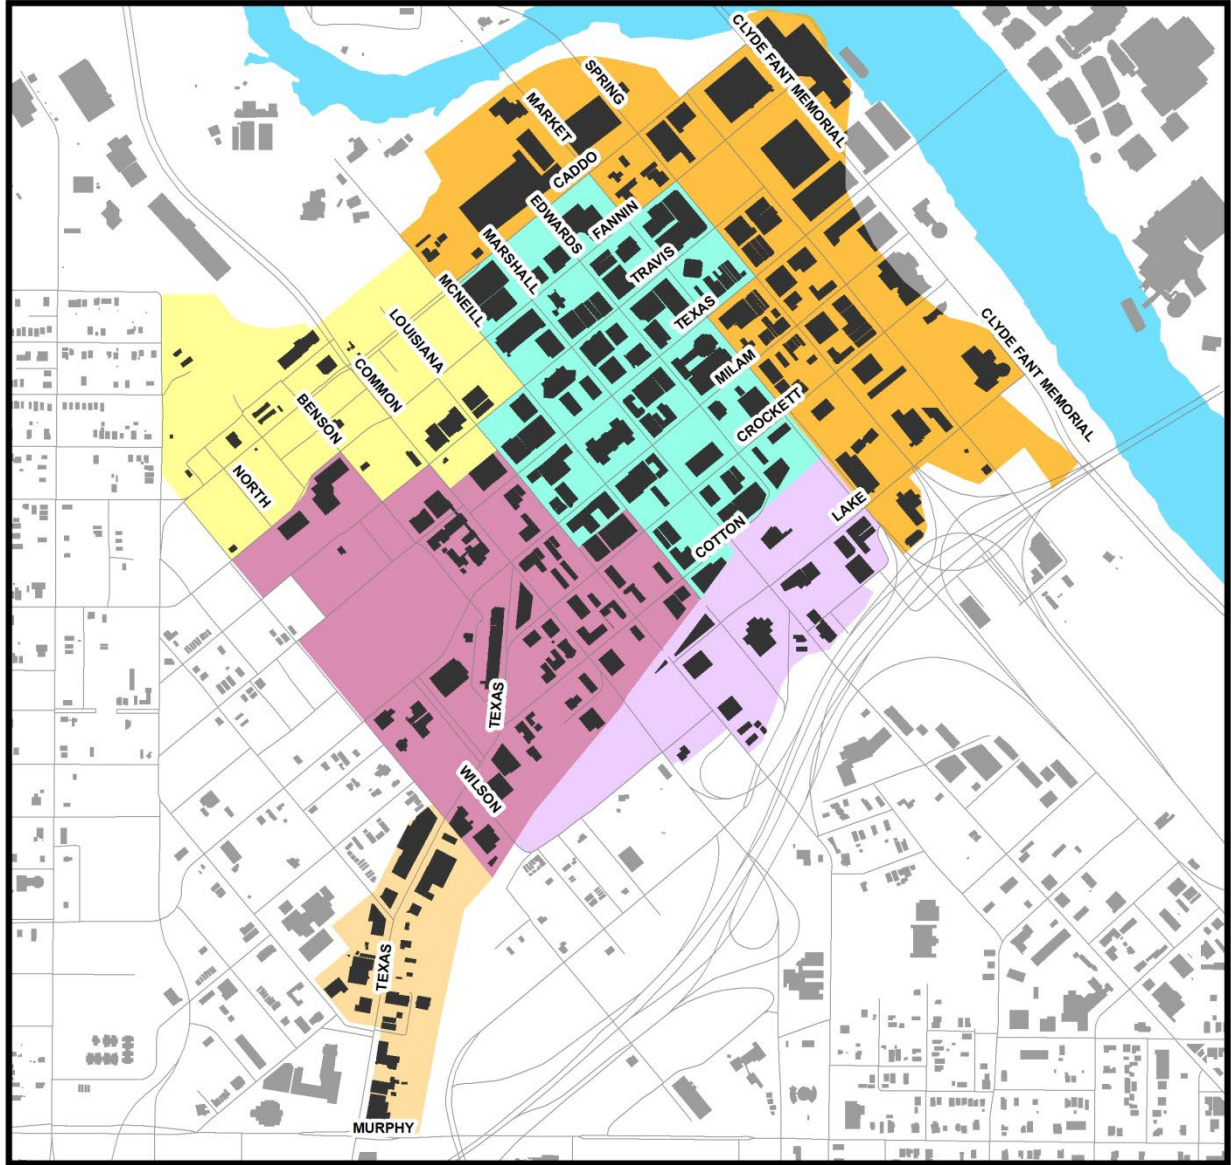 CLYDE FANT MEMORIAL
SPRING
MARKET
CADDO
EDWARDS
FANNIN
MARSHALL
TRAVIS
MCNEILL
TEXAS
LOUISIANA
CLYDE FANT MEMORIAL
MILAM
COMMON
CROCKETT
BENSON
NORTH
LAKE
COTTON
TEXAS
WILSON
TEXAS
MURPHY